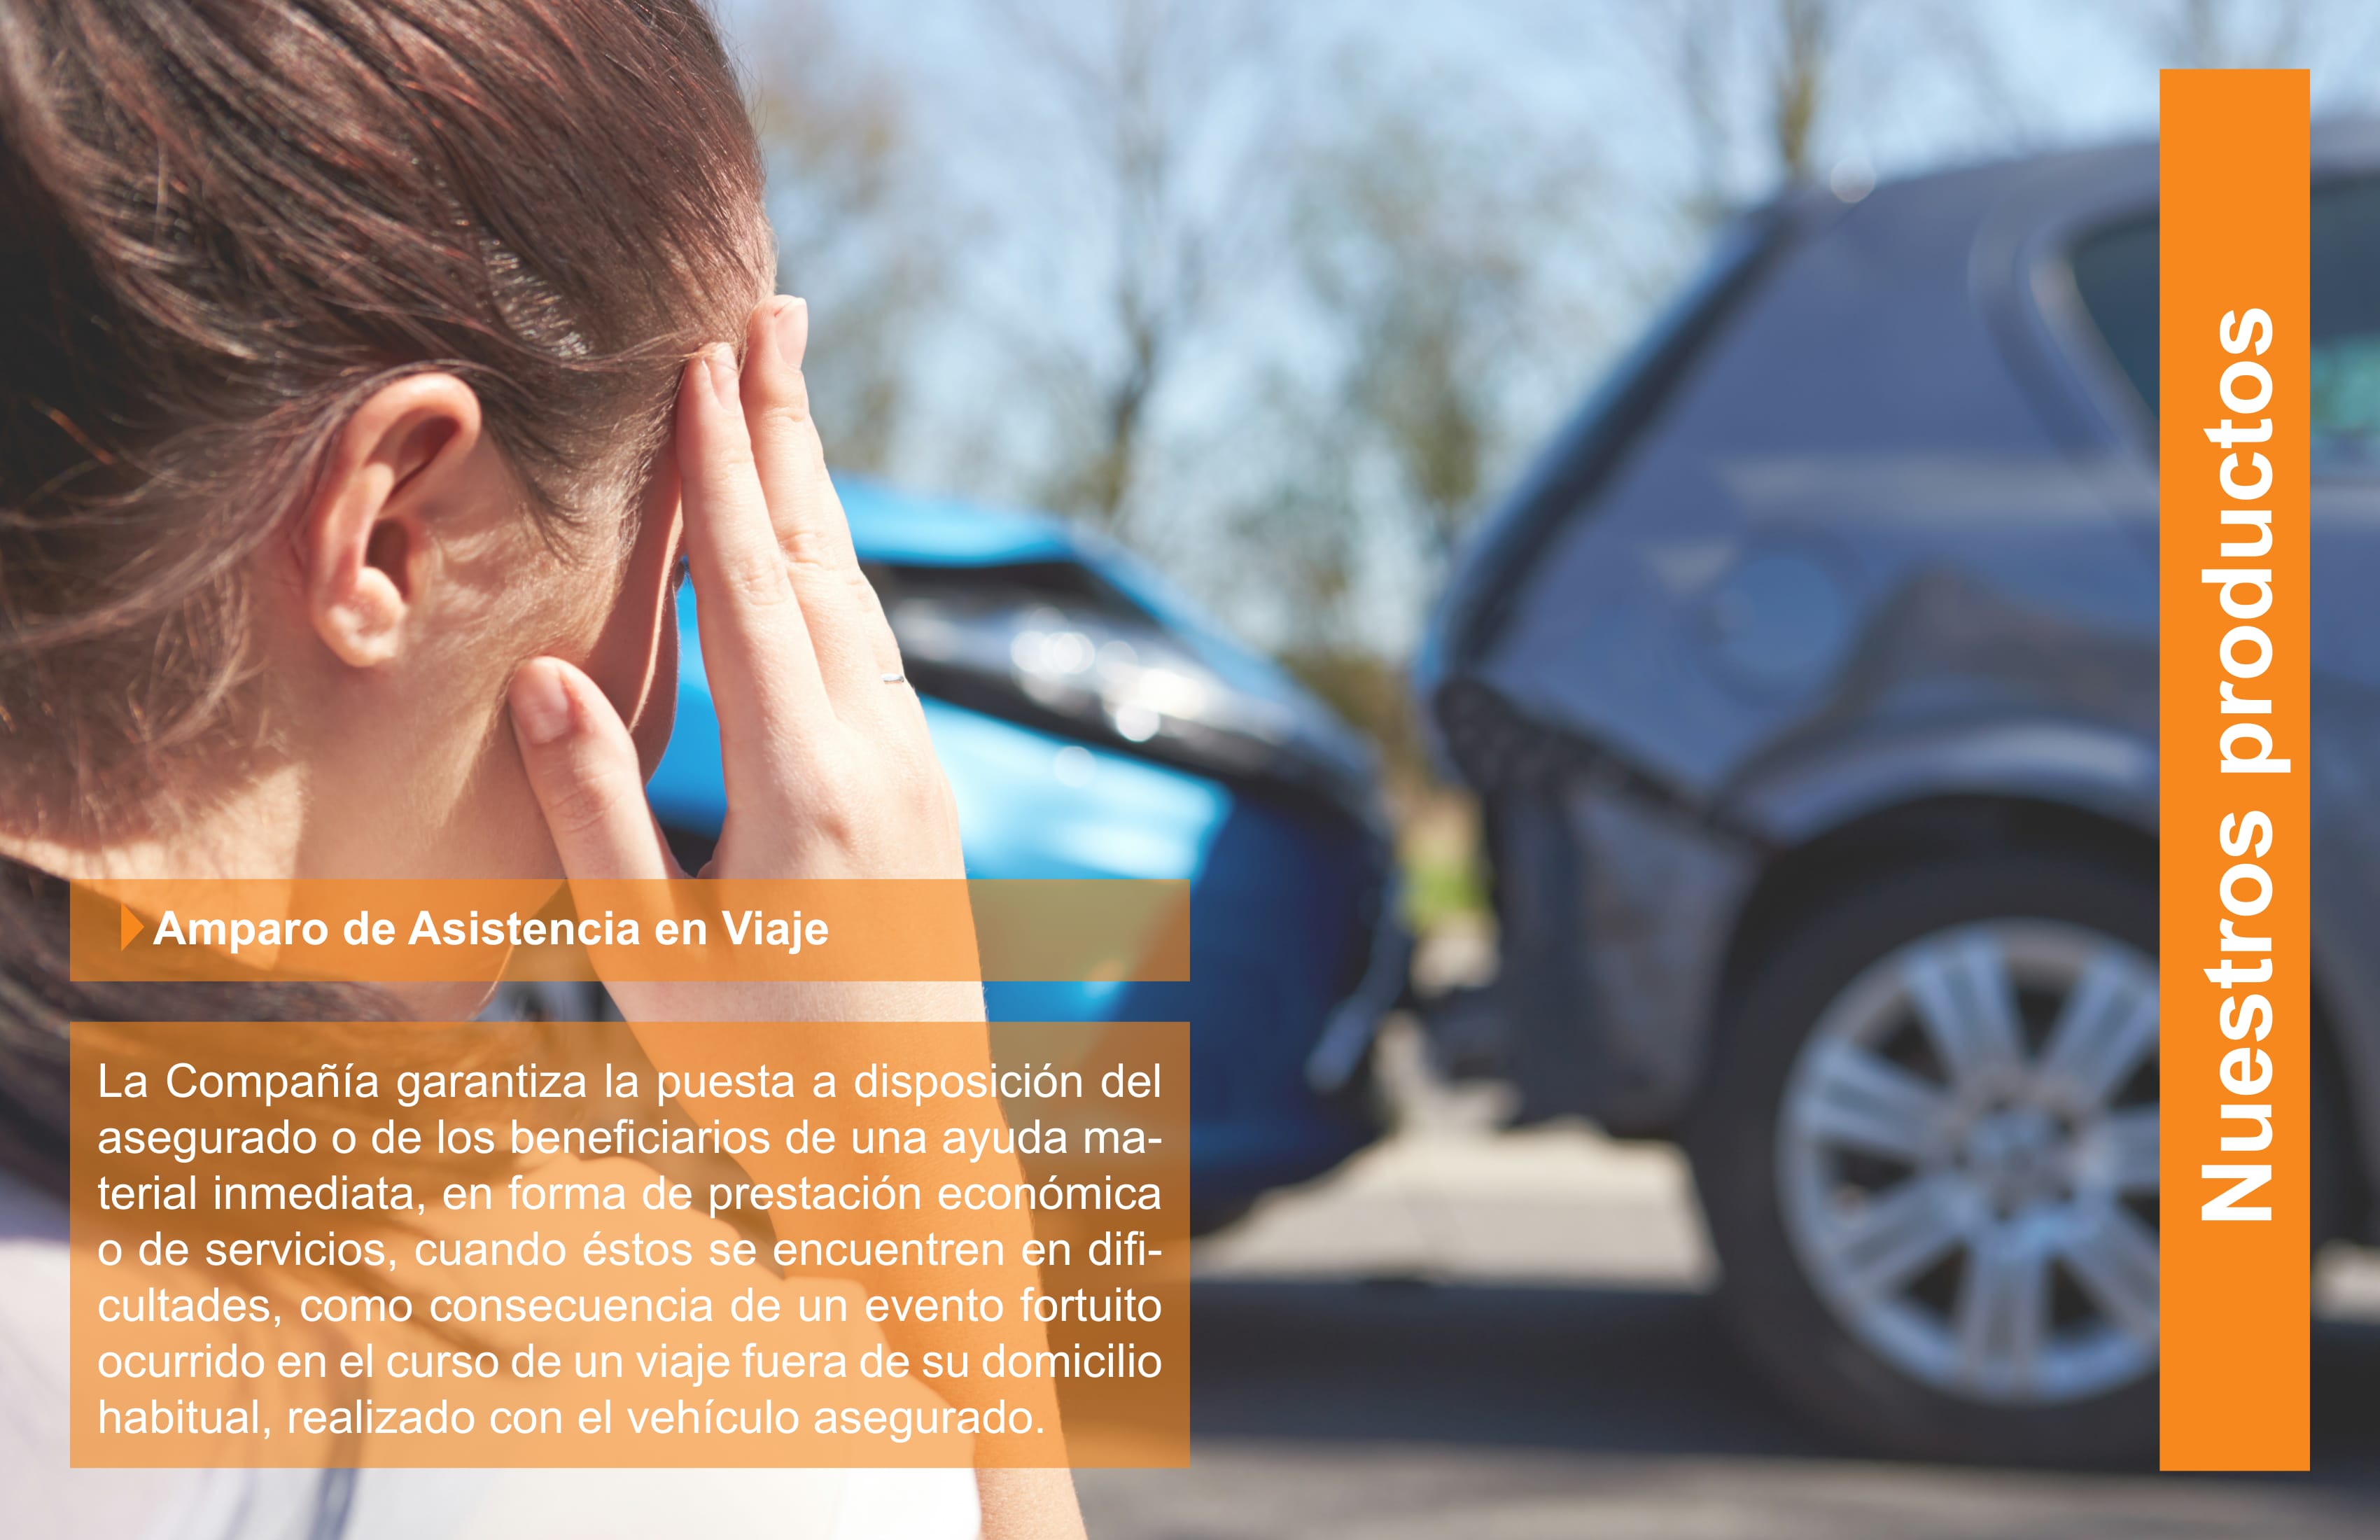 Nuestros productos
Amparo de Asistencia en Viaje
La Compañía garantiza la puesta a disposición del
asegurado o de los beneficiarios de una ayuda ma-
terial inmediata, en forma de prestación económica
o de servicios, cuando éstos se encuentren en difi-
cultades, como consecuencia de un evento fortuito
ocurrido en el curso de un viaje fuera de su domicilio
habitual, realizado con el vehículo asegurado.